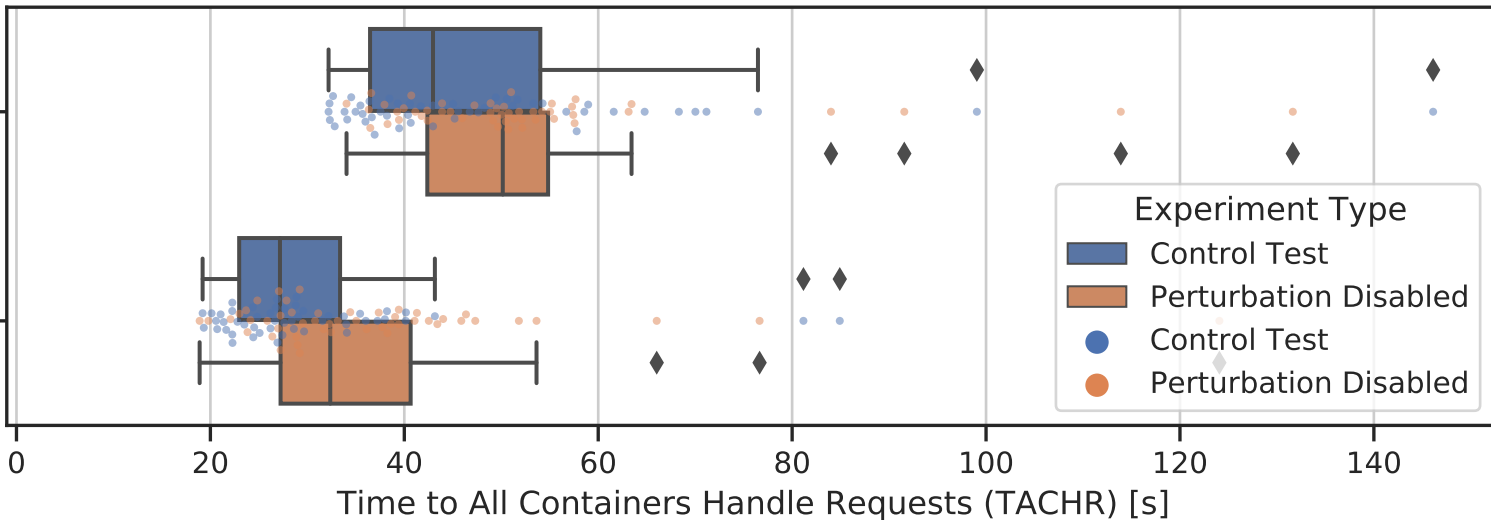 Experiment Type
Control Test
Perturbation Disabled
Control Test
Perturbation Disabled
0 20 40 60 80 100 120 140
Time to All Containers Handle Requests (TACHR) [s]